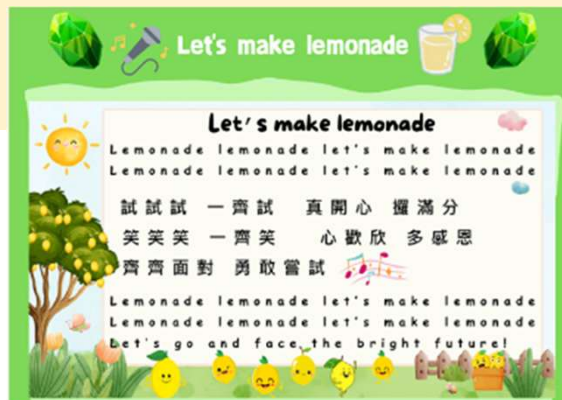 Let's make lemonade
Let's make lemonade
Lemonade lemonade let's make lemonade
Lemonade lemonade let's make lemonade
試試試 一齊試 真開心 攞滿分
笑笑笑 一齊笑 心歡欣 多感恩
齊齊面對 勇敢嘗試
Lemonade lemonade let's make lemonade
Lemonade lemonade let's make lemonade
Let's go and face the bright future!